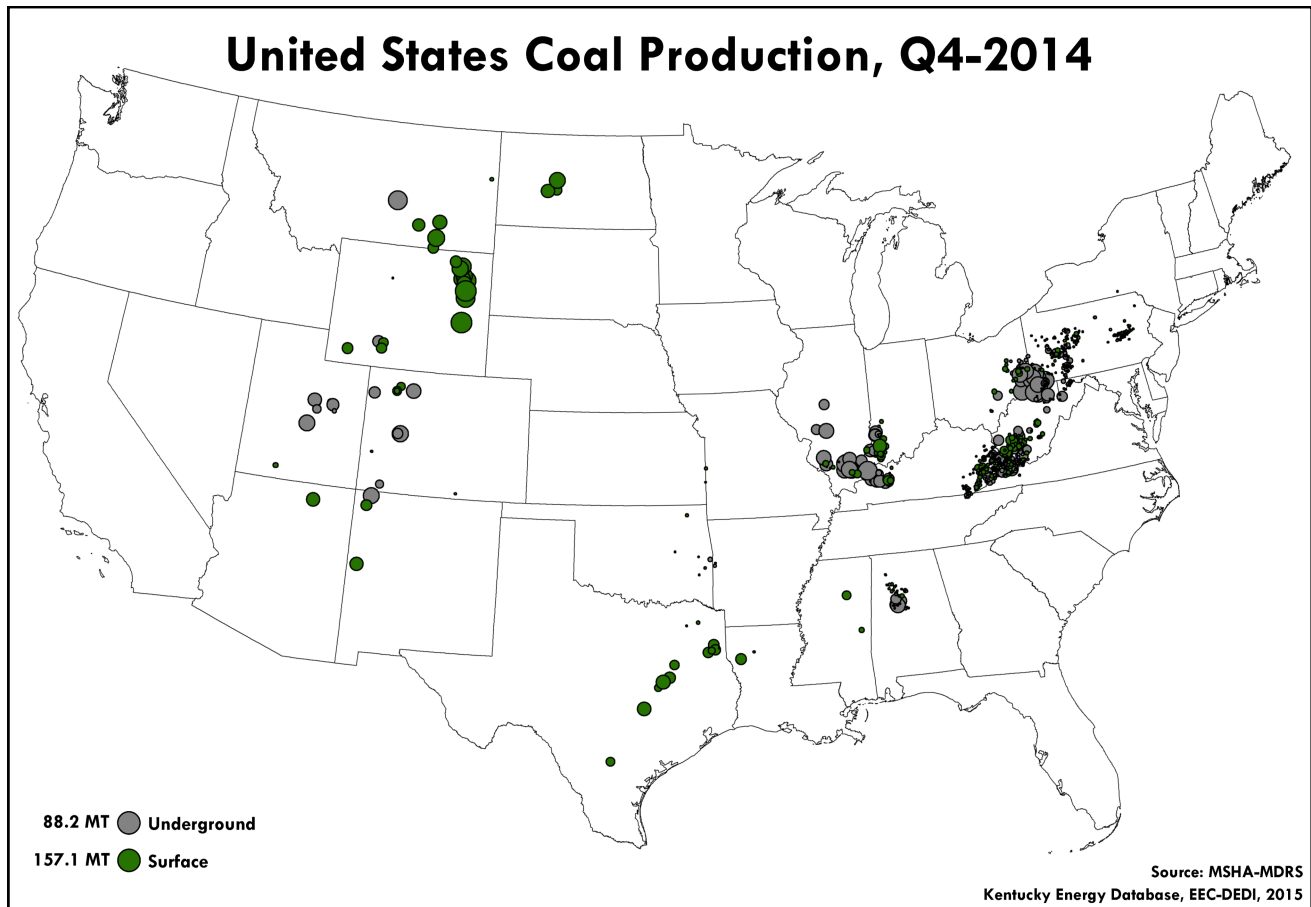 United States Coal Production, Q4-2014
88.2 MT Underground
157.1 MT Surface
Source: MSHA-MDRS
Kentucky Energy Database, EEC-DEDI, 2015